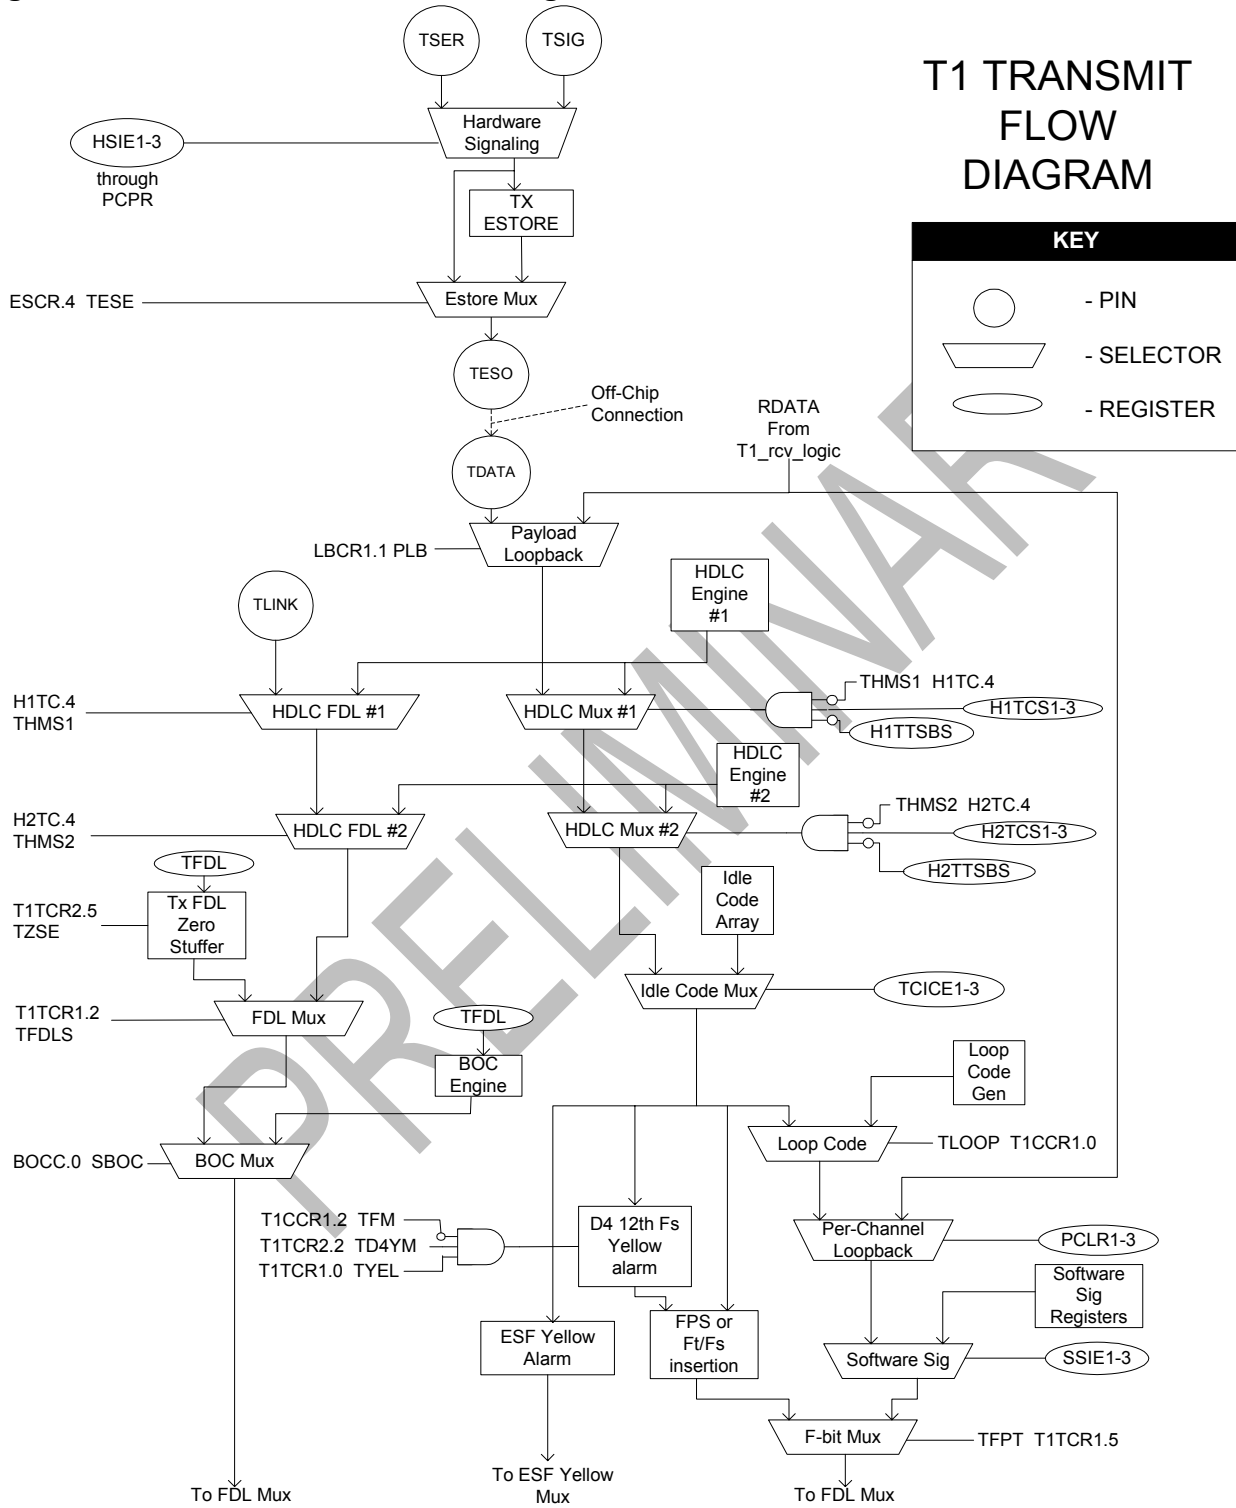 TSER
TSIG
T1 TRANSMIT
FLOW
DIAGRAM
Hardware
Signaling
HSIE1-3
through
PCPR
TX
ESTORE
KEY
- PIN
- SELECTOR
- REGISTER
ESCR.4 TESE
Estore Mux
TESO
Off-Chip
Connection
RDATA
From
T1_rcv_logic
TDATA
LBCR1.1 PLB
Payload
Loopback
HDLC
Engine
#1
TLINK
H1TC.4
THMS1
HDLC FDL #1
HDLC Mux #1
THMS1 H1TC.4
H1TCS1-3
H1TTSBS
HDLC
Engine
#2
H2TC.4
THMS2
HDLC FDL #2
HDLC Mux #2
THMS2 H2TC.4
H2TCS1-3
H2TTSBS
TFDL
T1TCR2.5
TZSE
Tx FDL
Zero
Stuffer
Idle
Code
Array
Idle Code Mux
TCICE1-3
T1TCR1.2
TFDLS
FDL Mux
TFDL
BOC
Engine
Loop
Code
Gen
BOCC.0 SBOC
BOC Mux
Loop Code
TLOOP T1CCR1.0
T1CCR1.2 TFM
T1TCR2.2 TD4YM
T1TCR1.0 TYEL
D4 12th Fs
Yellow
alarm
Per-Channel
Loopback
PCLR1-3
Software
Sig
Registers
ESF Yellow
Alarm
FPS or
Ft/Fs
insertion
Software Sig
SSIE1-3
F-bit Mux
TFPT T1TCR1.5
To FDL Mux
To ESF Yellow
Mux
To FDL Mux
PRELIMINAR